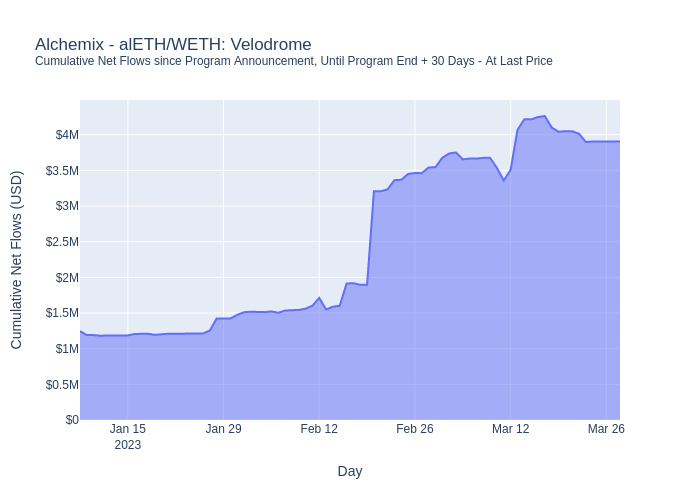 Alchemix - alETH/WETH: Velodrome
Cumulative Net Flows since Program Announcement, Until Program End + 30 Days - At Last Price
Cumulative Net Flows (USD)
$4M
$3.5M
$3M
$2.5M
$2M
$1.5M
$1M
$0.5M
$0
Jan 15
2023
Jan 29
Feb 12
Feb 26
Mar 12
Mar 26
Day